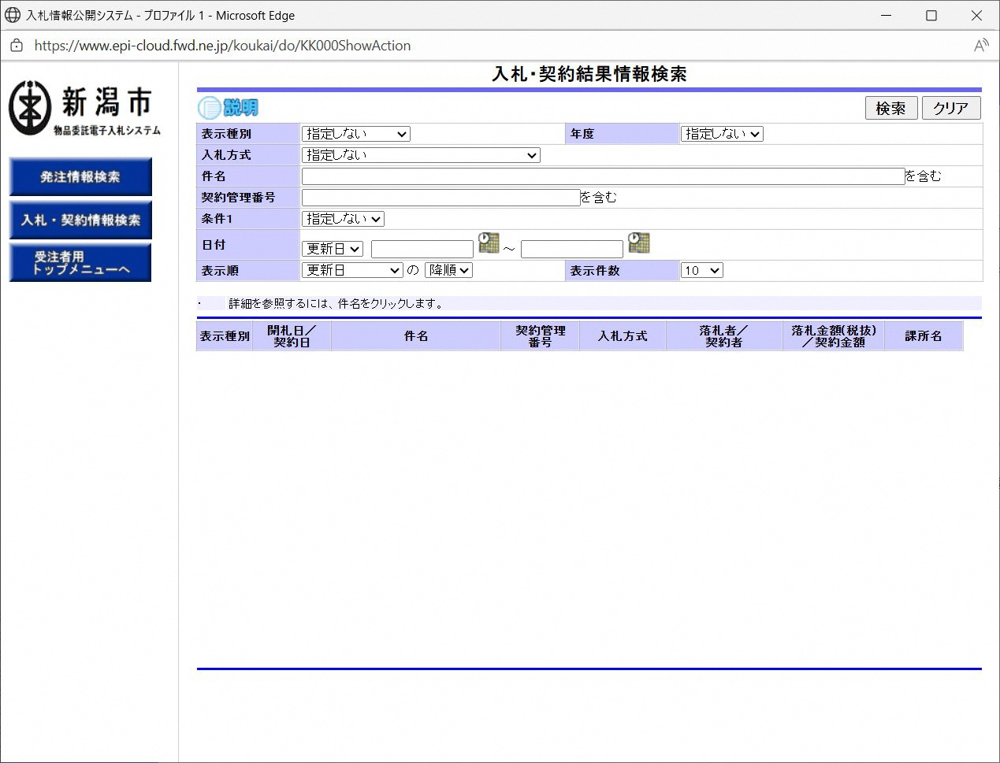 入札情報公開システム - プロファイル 1 - Microsoft Edge
https://www.epi-cloud.fwd.ne.jp/koukai/do/KK000ShowAction
新潟市
物品委託電子入札システム
発注情報検索
入札・契約情報検索
受注者用
トップメニューへ
入札・契約結果情報検索
説明
検索 クリア
表示種別 指定しない 年度 指定しない
入札方式 指定しない
件名 を含む
契約管理番号 を含む
条件1 指定しない
日付 更新日 ～
表示順 更新日 の 降順 表示件数 10
・ 詳細を参照するには、件名をクリックします。
表示種別 開札日／契約日 件名 契約管理番号 入札方式 落札者／契約者 落札金額(税抜)／契約金額 課所名